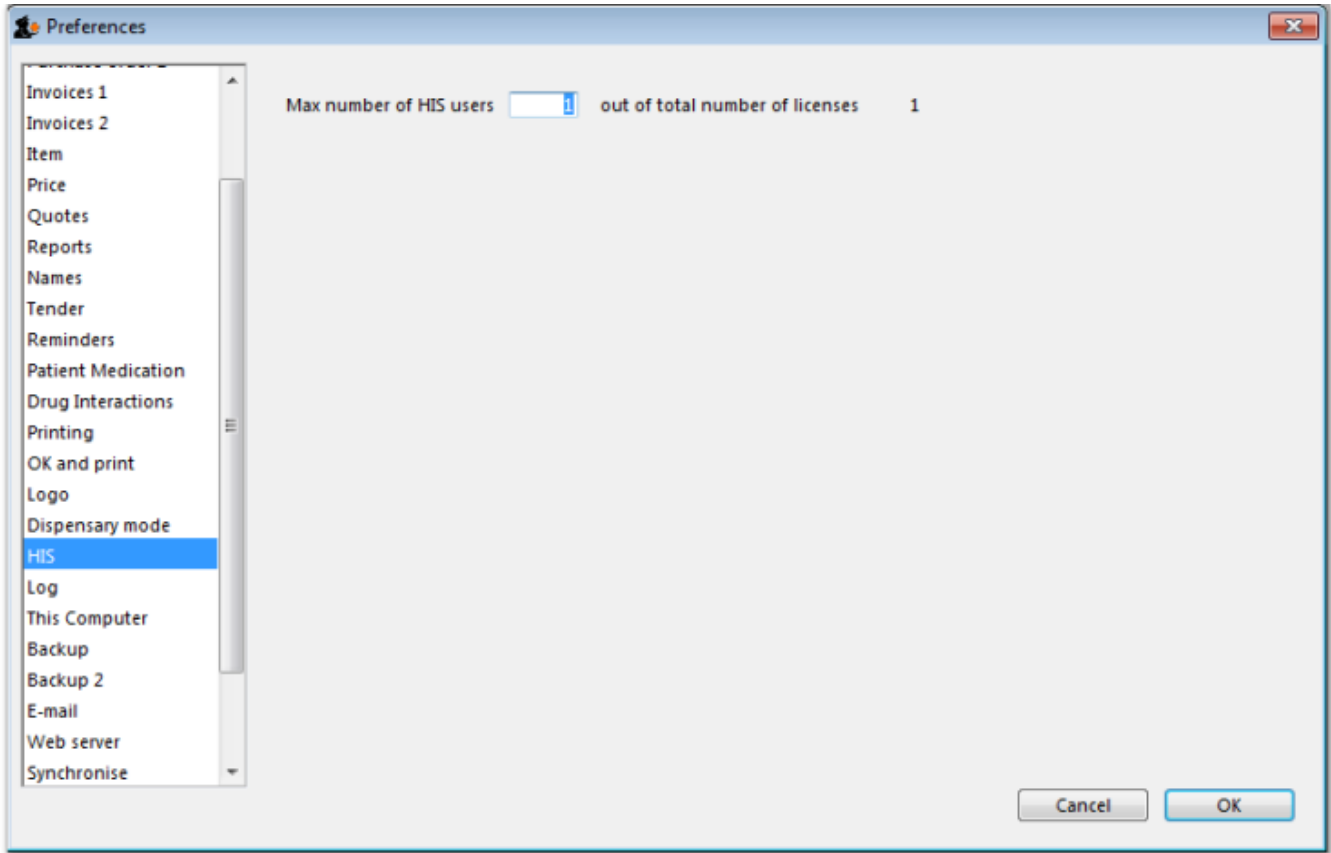 Preferences
Invoices 1
Max number of HIS users 1 out of total number of licenses 1
Invoices 2
Item
Price
Quotes
Reports
Names
Tender
Reminders
Patient Medication
Drug Interactions
Printing
OK and print
Logo
Dispensary mode
HIS
Log
This Computer
Backup
Backup 2
E-mail
Web server
Synchronise
Cancel OK